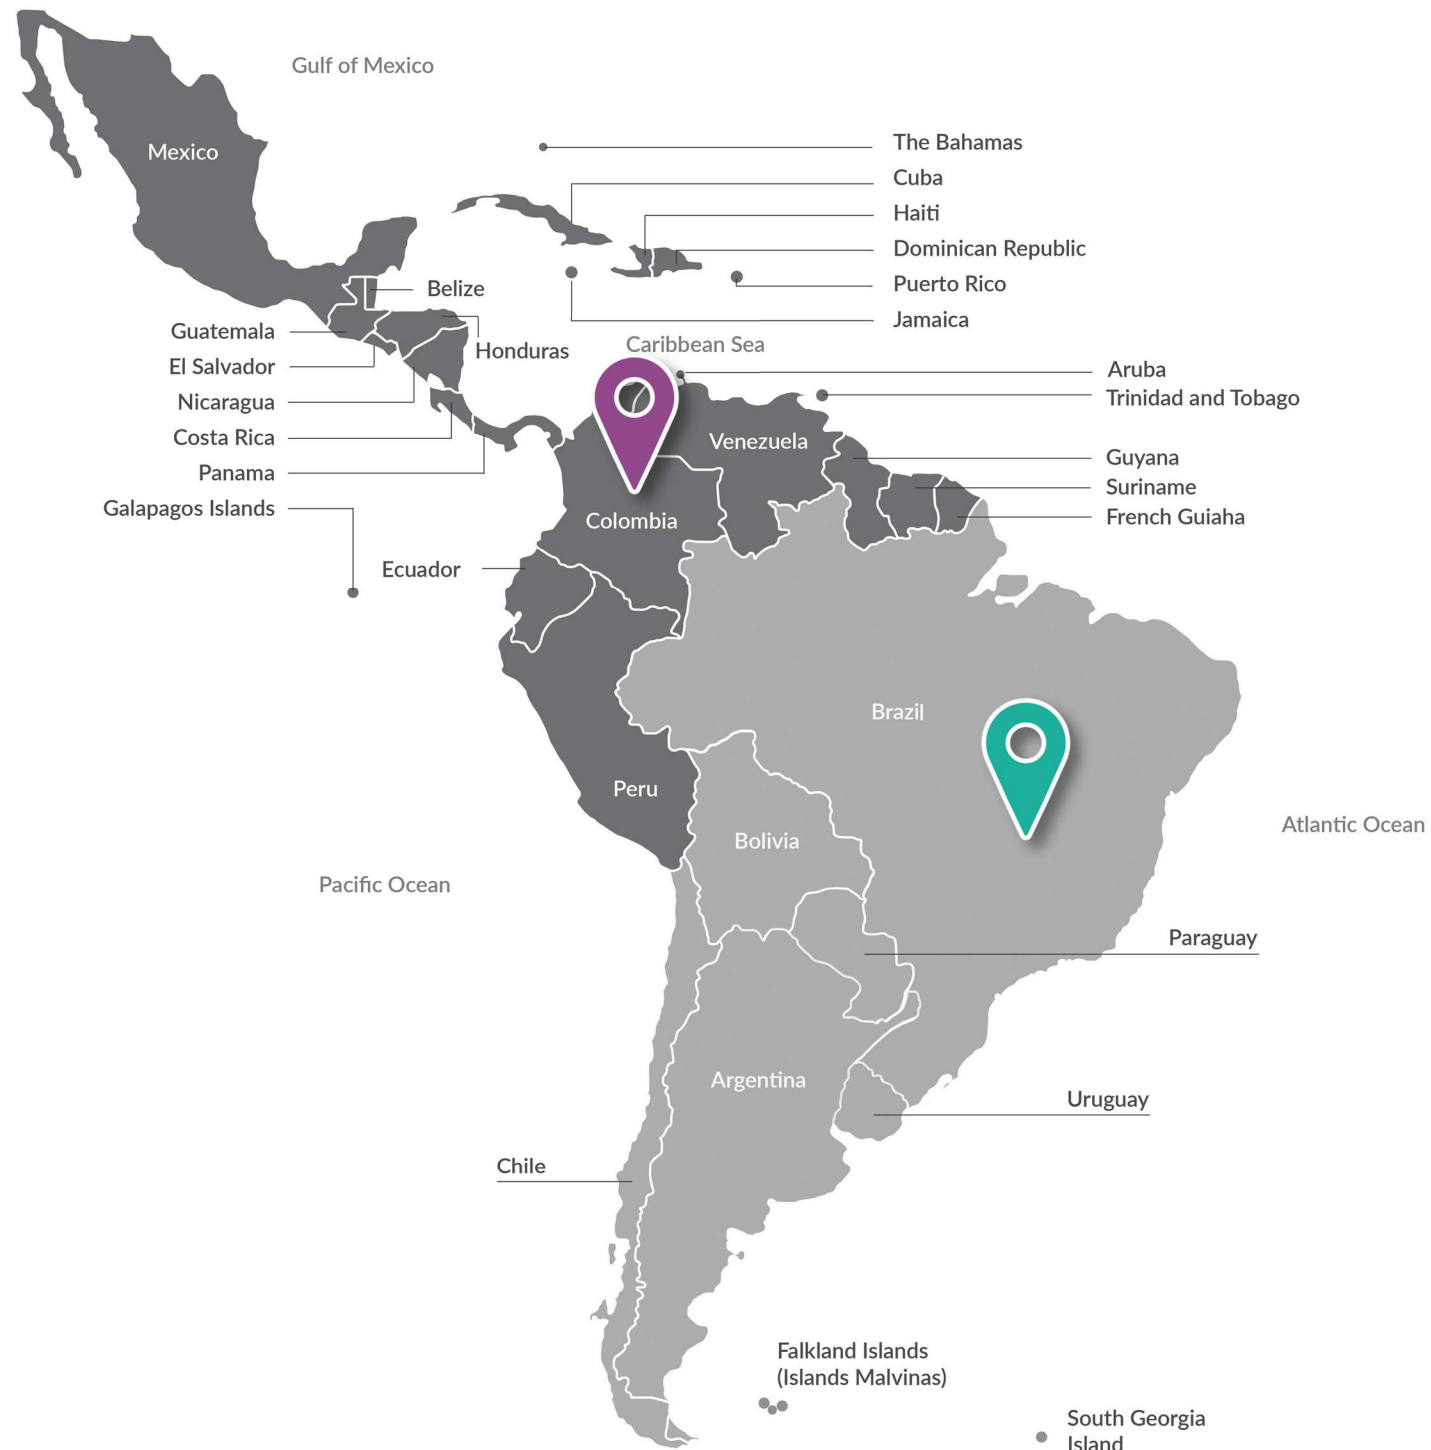 Gulf of Mexico
Mexico
The Bahamas
Cuba
Haiti
Dominican Republic
Puerto Rico
Jamaica
Belize
Guatemala
Honduras
El Salvador
Caribbean Sea
Aruba
Nicaragua
Trinidad and Tobago
Costa Rica
Venezuela
Panama
Guyana
Suriname
Galapagos Islands
Colombia
French Guiaha
Ecuador
Brazil
Peru
Bolivia
Atlantic Ocean
Pacific Ocean
Paraguay
Argentina
Uruguay
Chile
Falkland Islands
(Islands Malvinas)
South Georgia
Island